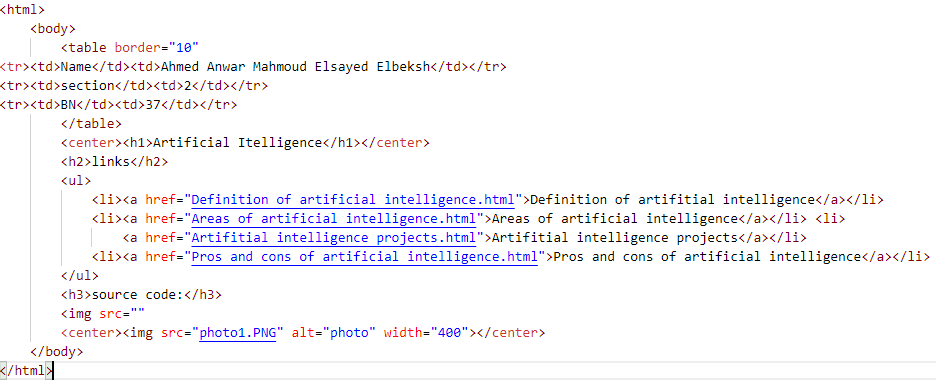 <html>
<body>
<table border="10"
<tr><td>Name</td><td>Ahmed Anwar Mahmoud Elsayed Elbeksh</td></tr>
<tr><td>section</td><td>2</td></tr>
<tr><td>BN</td><td>37</td></tr>
</table>
<center><h1>Artificial Itelligence</h1></center>
<h2>links</h2>
<ul>
<li><a href="Definition of artificial intelligence.html">Definition of artifitial intelligence</a></li>
<li><a href="Areas of artificial intelligence.html">Areas of artificial intelligence</a></li> <li>
<a href="Artifitial intelligence projects.html">Artifitial intelligence projects</a></li>
<li><a href="Pros and cons of artificial intelligence.html">Pros and cons of artificial intelligence</a></li>
</ul>
<h3>source code:</h3>
<img src=""
<center><img src="photo1.PNG" alt="photo" width="400"></center>
</body>
</html>